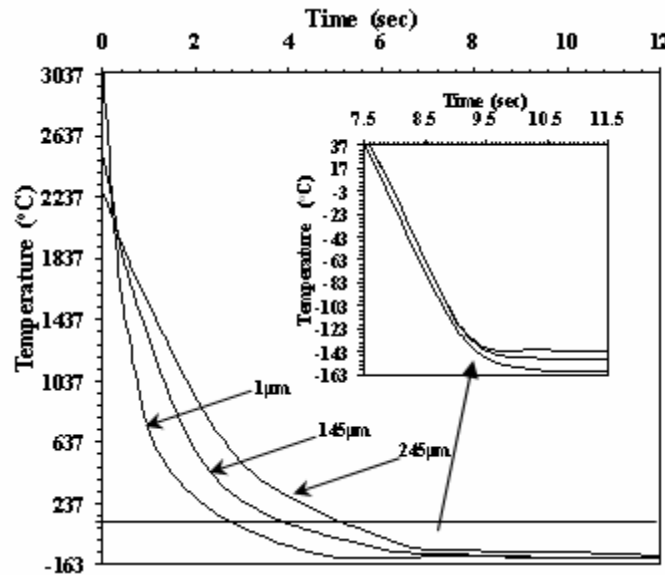 Time (sec)
0 2 4 6 8 10 12
Temperature (°C)
3037
2637
2237
1837
1437
1037
637
237
-163
1μm
145μm
245μm
Time (sec)
7.5 8.5 9.5 10.5 11.5
Temperature (°C)
37
17
-3
-23
-43
-63
-83
-103
-123
-143
-163